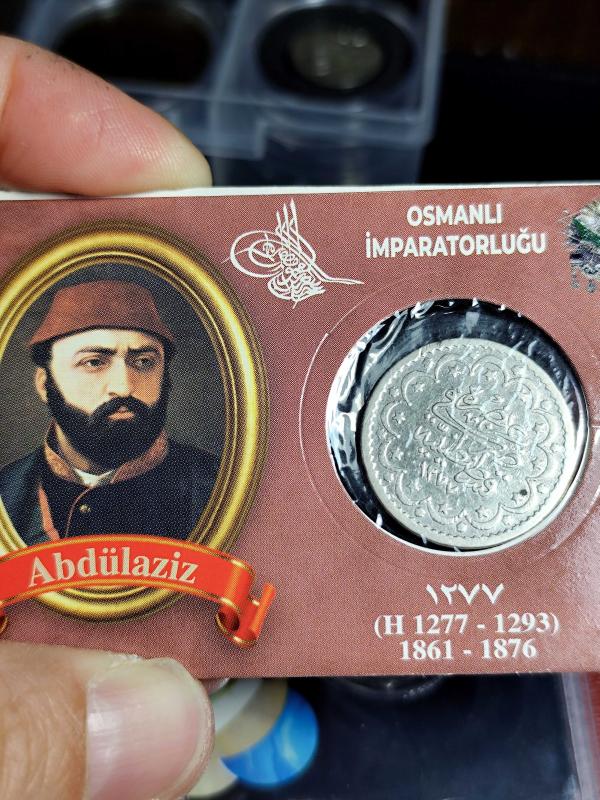 OSMANLI
İMPARATORLUĞU
Abdülaziz
١٢٧٧
(H 1277 - 1293)
1861 - 1876